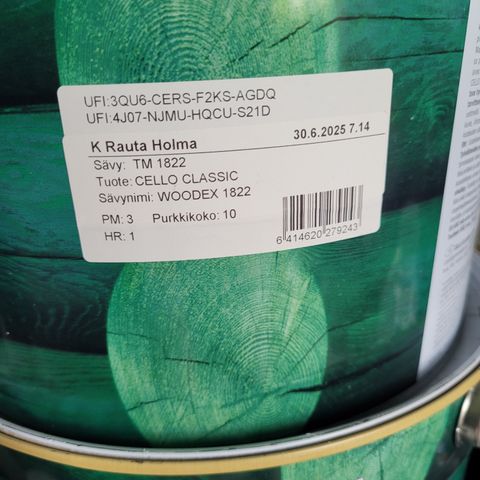 UFI:3QU6-CERS-F2KS-AGDQ
UFI:4J07-NJMU-HQCU-S21D
K Rauta Holma 30.6.2025 7.14
Sävy: TM 1822
Tuote: CELLO CLASSIC
Sävynimi: WOODEX 1822
PM: 3 Purkkikoko: 10
HR: 1
6 414620 279243